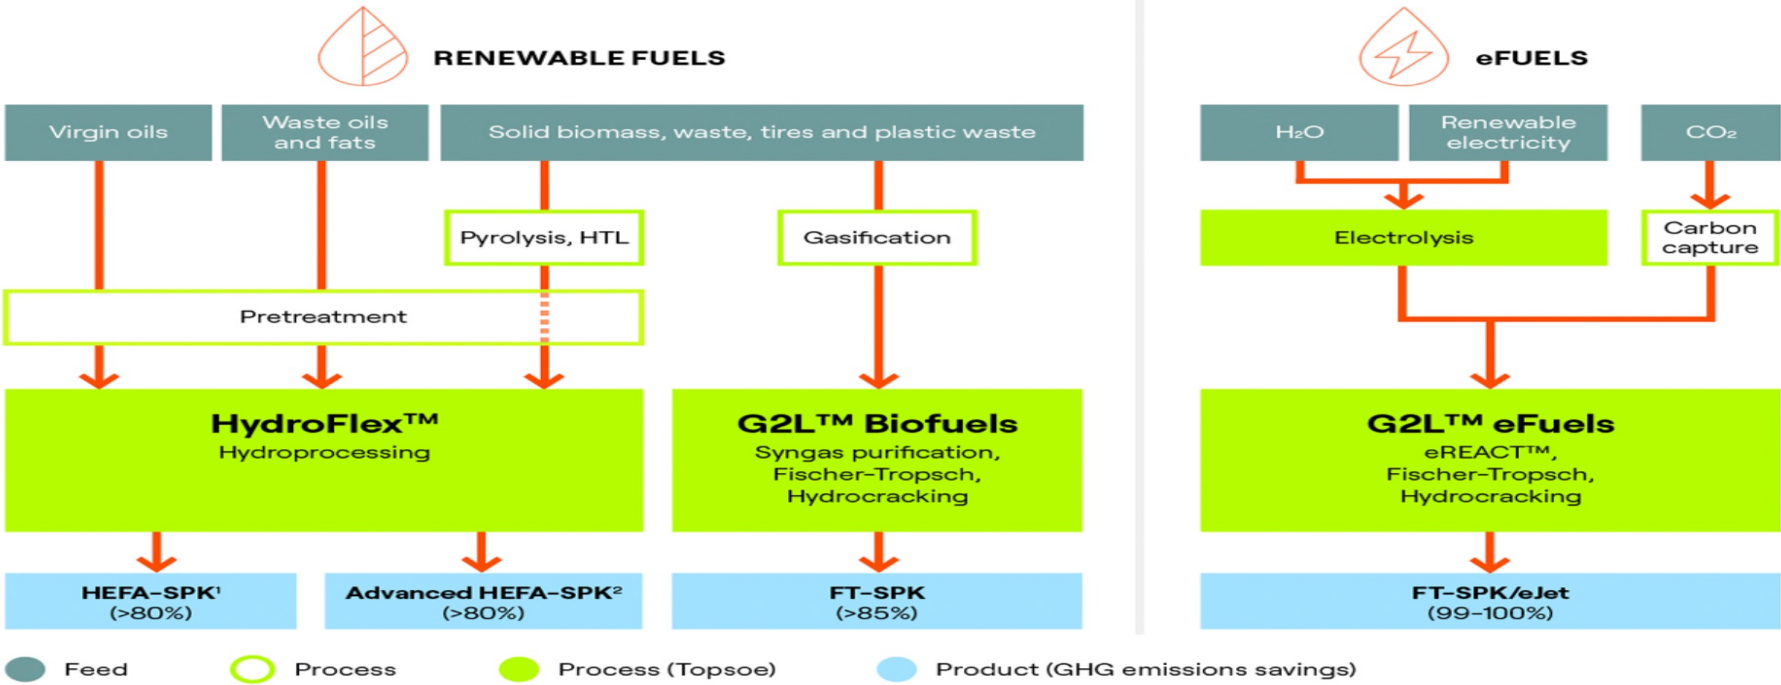 RENEWABLE FUELS
eFUELS
Virgin oils
Waste oils
and fats
Solid biomass, waste, tires and plastic waste
H₂O
Renewable
electricity
CO₂
Pyrolysis, HTL
Gasification
Electrolysis
Carbon
capture
Pretreatment
HydroFlex™
Hydroprocessing
G2L™ Biofuels
Syngas purification,
Fischer-Tropsch,
Hydrocracking
G2L™ eFuels
eREACT™,
Fischer-Tropsch,
Hydrocracking
HEFA-SPK¹
(>80%)
Advanced HEFA-SPK²
(>80%)
FT-SPK
(>85%)
FT-SPK/eJet
(99-100%)
Feed
Process
Process (Topsoe)
Product (GHG emissions savings)